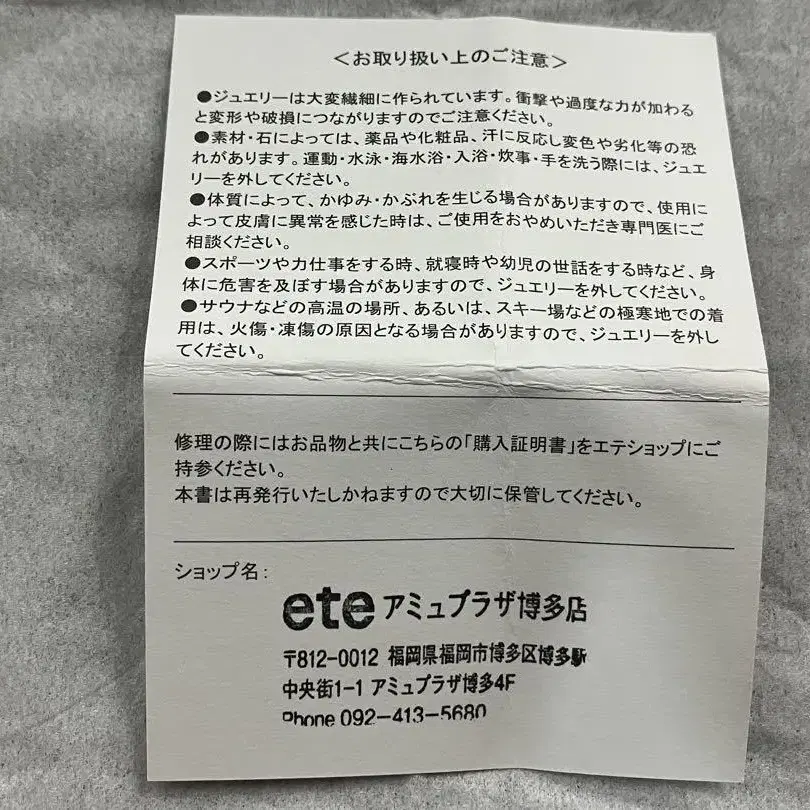 ＜お取り扱い上のご注意＞
●ジュエリーは大変繊細に作られています。衝撃や過度な力が加わる
と変形や破損につながりますのでご注意ください。
●素材・石によっては、薬品や化粧品、汗に反応し変色や劣化等の恐
れがあります。運動・水泳・海水浴・入浴・炊事・手を洗う際には、ジュエ
リーを外してください。
●体質によって、かゆみ・かぶれを生じる場合がありますので、使用に
よって皮膚に異常を感じた時は、ご使用をおやめいただき専門医にご
相談ください。
●スポーツや力仕事をする時、就寝時や幼児の世話をする時など、身
体に危害を及ぼす場合がありますので、ジュエリーを外してください。
●サウナなどの高温の場所、あるいは、スキー場などの極寒地での着
用は、火傷・凍傷の原因となる場合がありますので、ジュエリーを外し
てください。
修理の際にはお品物と共にこちらの「購入証明書」をエテショップにご
持参ください。
本書は再発行いたしかねますので大切に保管してください。
ショップ名：
ete アミュプラザ博多店
〒812-0012 福岡県福岡市博多区博多駅
中央街1-1 アミュプラザ博多4F
Phone 092-413-5680